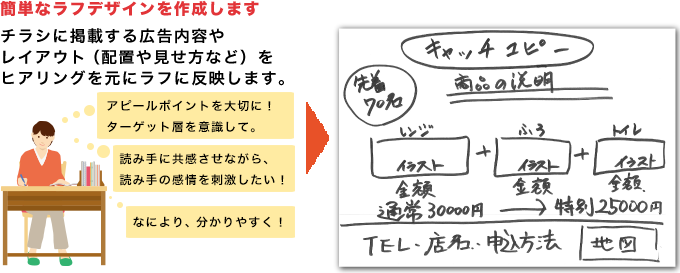 簡単なラフデザインを作成します
チラシに掲載する広告内容や
レイアウト（配置や見せ方など）を
ヒアリングを元にラフに反映します。
アピールポイントを大切に！
ターゲット層を意識して。
読み手に共感させながら、
読み手の感情を刺激したい！
なにより、分かりやすく！
キャッチコピー
先着
70名
商品の説明
レンジ ふろ トイレ
イラスト + イラスト + イラスト
金額 金額 金額
通常30000円 → 特別25000円
TEL・店名・申込方法 地図